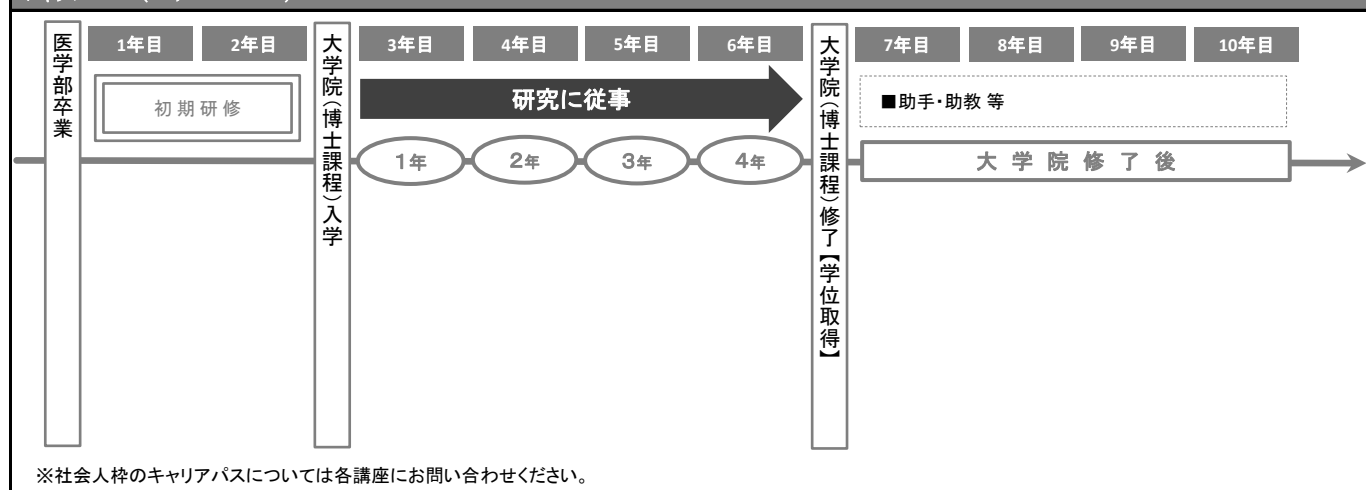 医学部卒業
1年目
2年目
初期研修
大学院（博士課程）入学
3年目
4年目
5年目
6年目
研究に従事
1年
2年
3年
4年
大学院（博士課程）修了【学位取得】
7年目
8年目
9年目
10年目
■助手・助教 等
大学院修了後
※社会人枠のキャリアパスについては各講座にお問い合わせください。